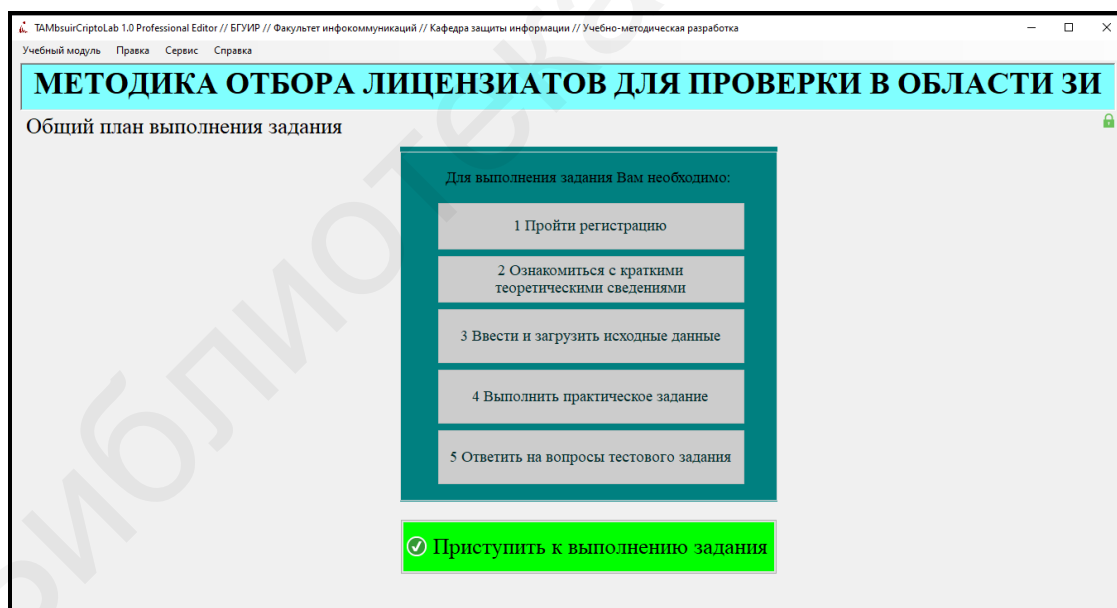 TAMbsuirCriptoLab 1.0 Professional Editor // БГУИР // Факультет инфокоммуникаций // Кафедра защиты информации // Учебно-методическая разработка
Учебный модуль Правка Сервис Справка
МЕТОДИКА ОТБОРА ЛИЦЕНЗИАТОВ ДЛЯ ПРОВЕРКИ В ОБЛАСТИ ЗИ
Общий план выполнения задания
Для выполнения задания Вам необходимо:
1 Пройти регистрацию
2 Ознакомиться с краткими
теоретическими сведениями
3 Ввести и загрузить исходные данные
4 Выполнить практическое задание
5 Ответить на вопросы тестового задания
Приступить к выполнению задания